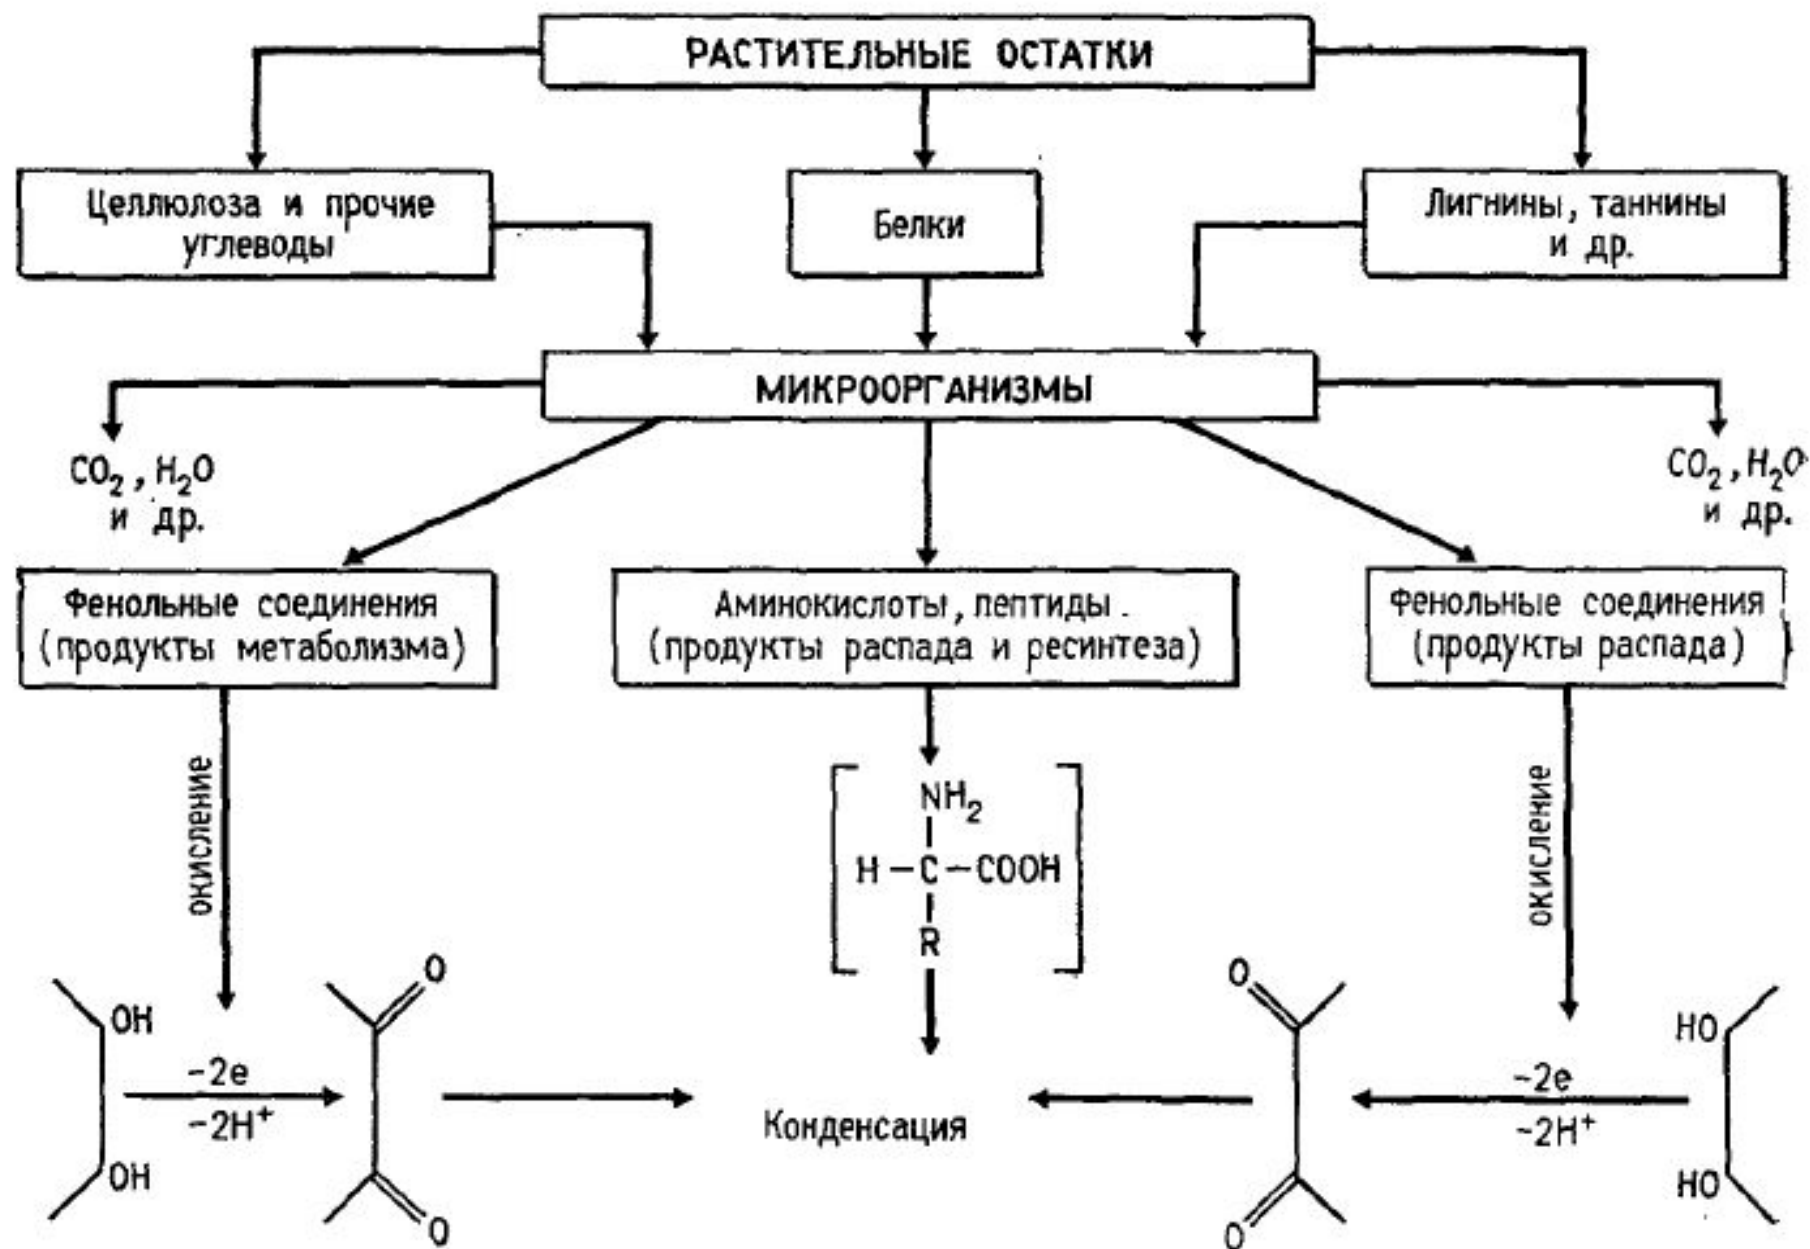 РАСТИТЕЛЬНЫЕ ОСТАТКИ
Целлюлоза и прочие
углеводы
Белки
Лигнины, таннины
и др.
МИКРООРГАНИЗМЫ
CO₂, H₂O
и др.
CO₂, H₂O
и др.
Фенольные соединения
(продукты метаболизма)
Аминокислоты, пептиды.
(продукты распада и ресинтеза)
Фенольные соединения
(продукты распада)
окисление
NH₂
H – C – COOH
R
окисление
OH
OH
-2e
-2H⁺
O
O
Конденсация
O
O
-2e
-2H⁺
HO
HO